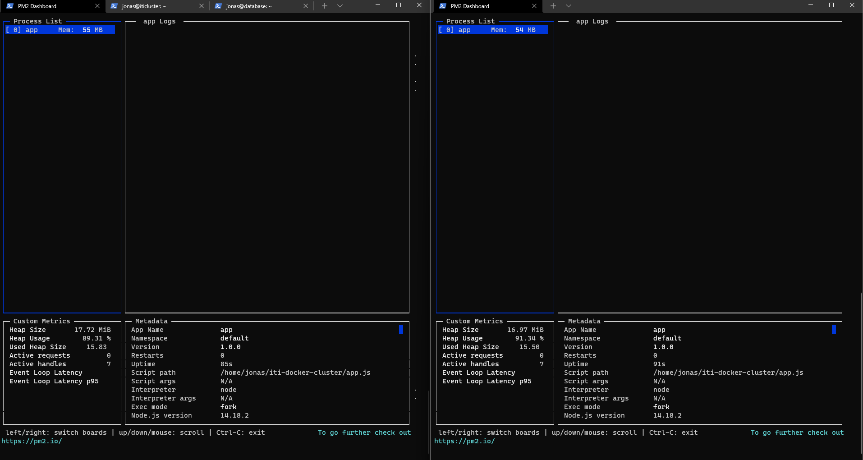 PM2 Dashboard
jonas@iticluster: ~
jonas@database: ~
Process List
app Logs
[ 0] app Mem: 55 MB
Custom Metrics
Heap Size 17.72 MiB
Heap Usage 89.31 %
Used Heap Size 15.83
Active requests 0
Active handles 7
Event Loop Latency
Event Loop Latency p95
Metadata
App Name app
Namespace default
Version 1.0.0
Restarts 0
Uptime 85s
Script path /home/jonas/iti-docker-cluster/app.js
Script args N/A
Interpreter node
Interpreter args N/A
Exec mode fork
Node.js version 14.18.2
left/right: switch boards | up/down/mouse: scroll | Ctrl-C: exit To go further check out
https://pm2.io/
PM2 Dashboard
Process List
app Logs
[ 0] app Mem: 54 MB
Custom Metrics
Heap Size 16.97 MiB
Heap Usage 91.34 %
Used Heap Size 15.50
Active requests 0
Active handles 7
Event Loop Latency
Event Loop Latency p95
Metadata
App Name app
Namespace default
Version 1.0.0
Restarts 0
Uptime 91s
Script path /home/jonas/iti-docker-cluster/app.js
Script args N/A
Interpreter node
Interpreter args N/A
Exec mode fork
Node.js version 14.18.2
left/right: switch boards | up/down/mouse: scroll | Ctrl-C: exit To go further check out
https://pm2.io/